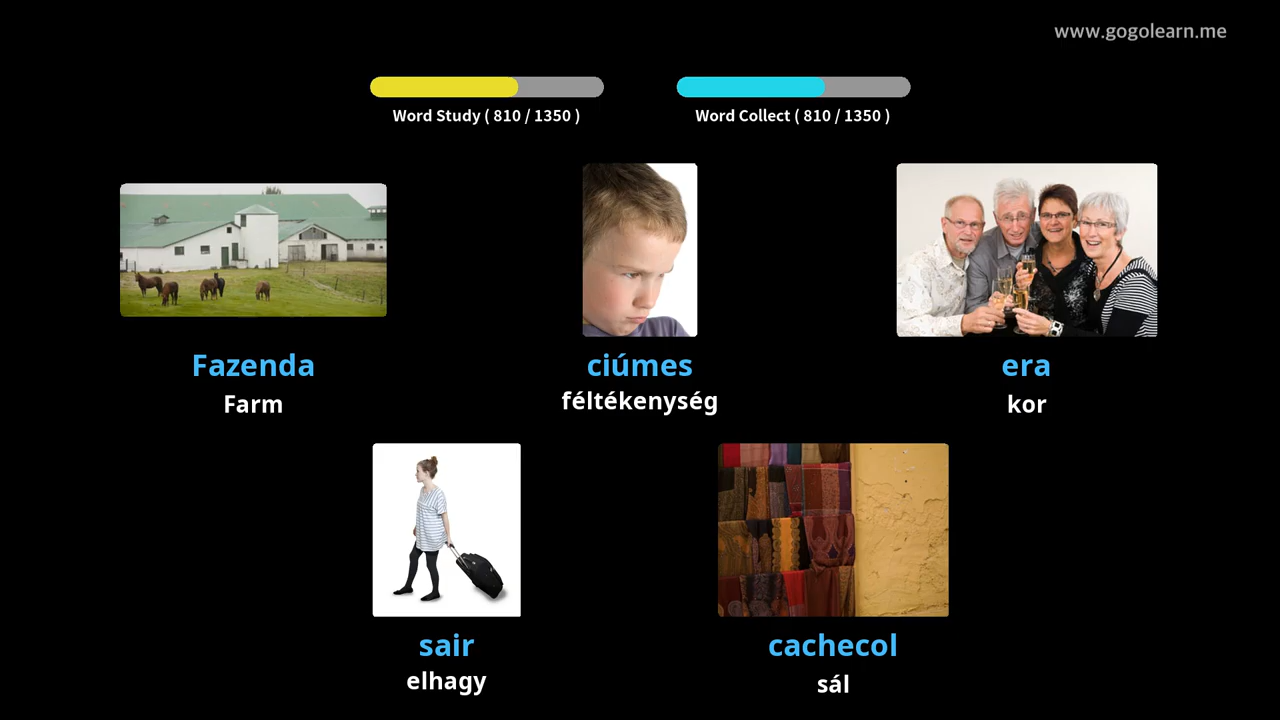 www.gogolearn.me
Word Study ( 810 / 1350 )
Word Collect ( 810 / 1350 )
Fazenda
Farm
ciúmes
féltékenység
era
kor
sair
elhagy
cachecol
sál